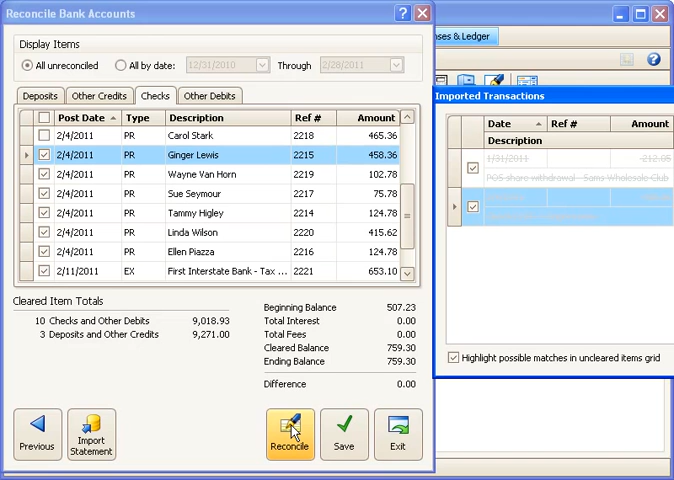 Reconcile Bank Accounts
Display Items
All unreconciled All by date: 12/31/2010 Through 2/28/2011
Deposits Other Credits Checks Other Debits
Post Date Type Description Ref # Amount
2/4/2011 PR Carol Stark 2218 465.36
2/4/2011 PR Ginger Lewis 2215 458.36
2/4/2011 PR Wayne Van Horn 2219 102.78
2/4/2011 PR Sue Seymour 2217 75.78
2/4/2011 PR Tammy Higley 2214 124.78
2/4/2011 PR Linda Wilson 2220 415.62
2/4/2011 PR Ellen Piazza 2216 124.78
2/11/2011 EX First Interstate Bank - Tax ... 2221 653.10
Cleared Item Totals
10 Checks and Other Debits 9,018.93
3 Deposits and Other Credits 9,271.00
Beginning Balance 507.23
Total Interest 0.00
Total Fees 0.00
Cleared Balance 759.30
Ending Balance 759.30
Difference 0.00
Previous
Import Statement
Reconcile
Save
Exit
ses & Ledger
Imported Transactions
Date Ref # Amount
Description
1/31/2011 -212.05
POS share withdrawal - Sams Wholesale Club
Highlight possible matches in uncleared items grid